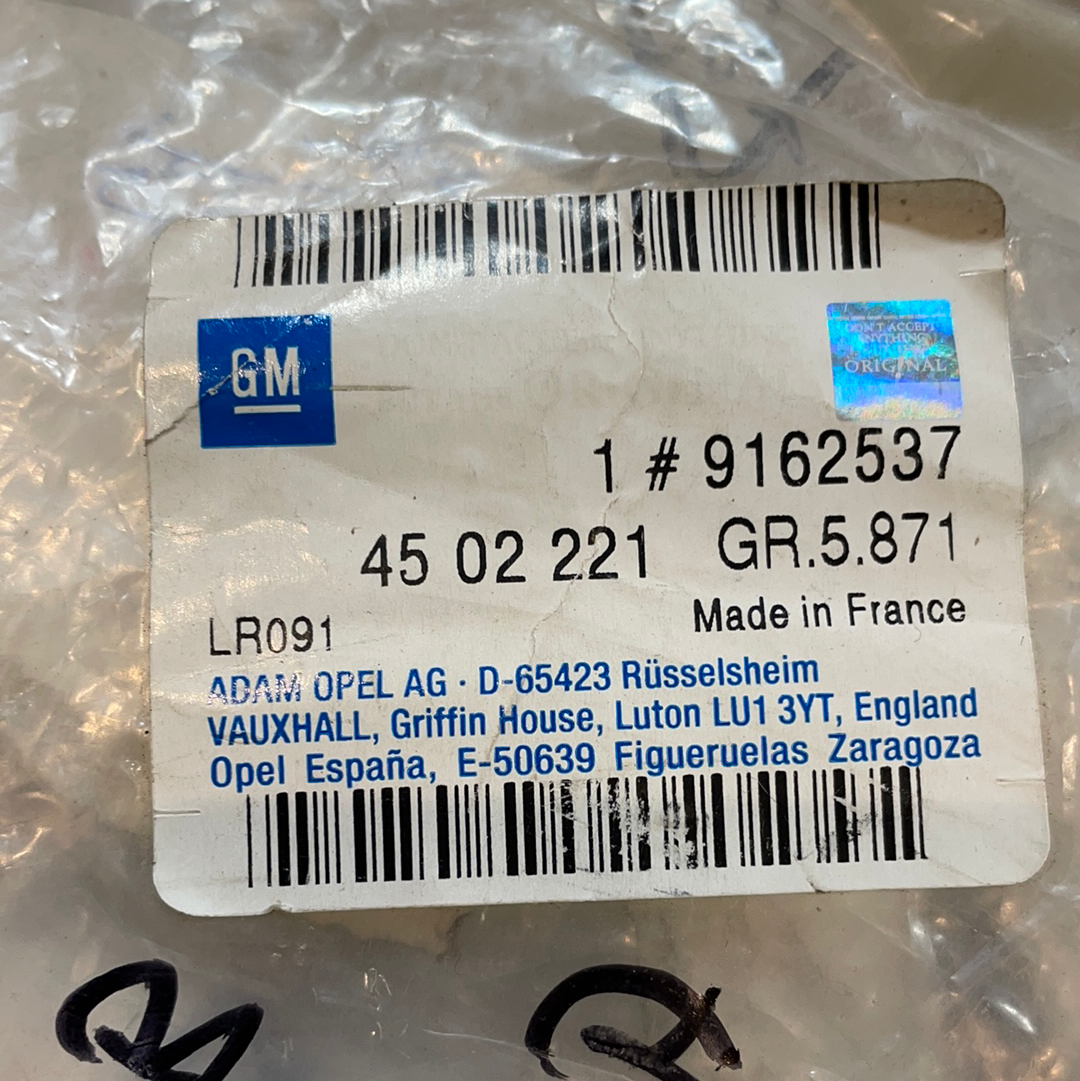 GM
DON'T ACCEPT
ANYTHING
ORIGINAL
1 # 9162537
45 02 221 GR.5.871
Made in France
LR091
ADAM OPEL AG · D-65423 Rüsselsheim
VAUXHALL, Griffin House, Luton LU1 3YT, England
Opel España, E-50639 Figueruelas Zaragoza